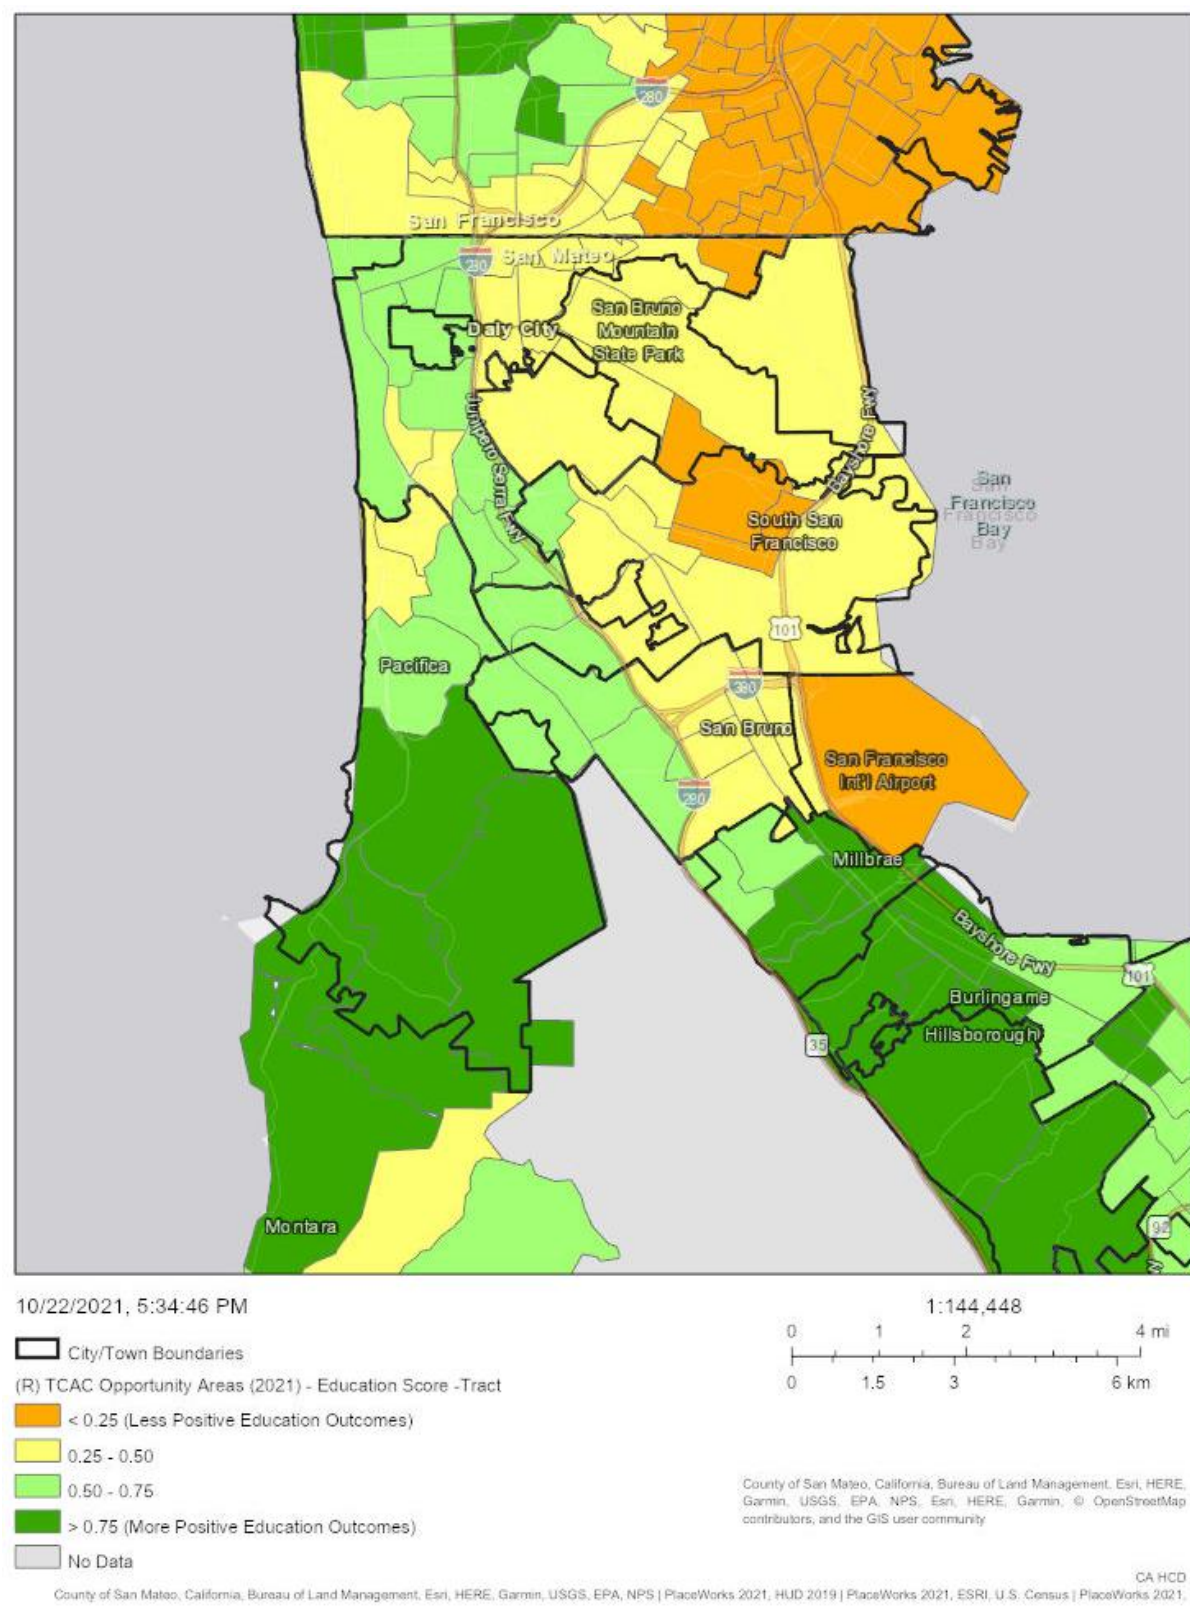 280
San Francisco
San Mateo
280
San Bruno
Mountain
State Park
Daly City
Junipero Serra Fwy
Bayshore Fwy
San
Francisco
Bay
San
Francisco
Bay
South San
Francisco
101
Pacifica
380
San Bruno
San Francisco
Int'l Airport
280
Millbrae
Bayshore Fwy
101
Burlingame
Hillsborough
35
Montara
92
10/22/2021, 5:34:46 PM
1:144,448
0 1 2 4 mi
0 1.5 3 6 km
City/Town Boundaries
(R) TCAC Opportunity Areas (2021) - Education Score -Tract
< 0.25 (Less Positive Education Outcomes)
0.25 - 0.50
0.50 - 0.75
> 0.75 (More Positive Education Outcomes)
No Data
County of San Mateo, California, Bureau of Land Management, Esri, HERE,
Garmin, USGS, EPA, NPS, Esri, HERE, Garmin, © OpenStreetMap
contributors, and the GIS user community
CA HCD
County of San Mateo, California, Bureau of Land Management, Esri, HERE, Garmin, USGS, EPA, NPS | PlaceWorks 2021, HUD 2019 | PlaceWorks 2021, ESRI, U.S. Census | PlaceWorks 2021,